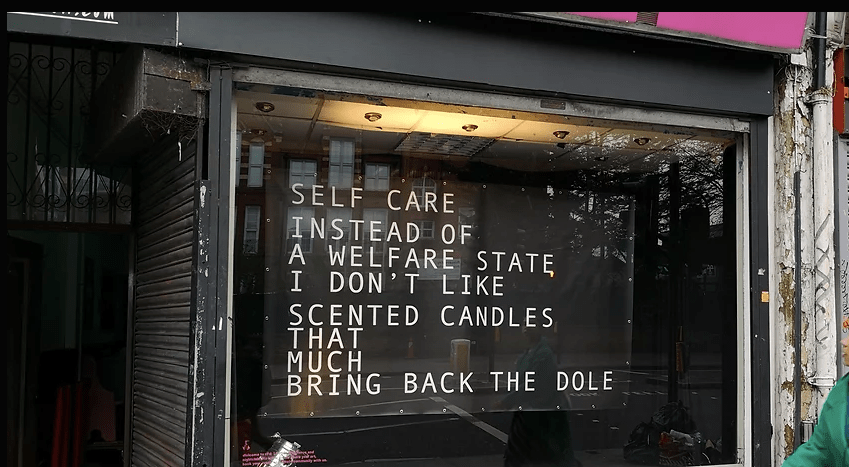 SELF CARE
INSTEAD OF
A WELFARE STATE
I DON'T LIKE
SCENTED CANDLES
THAT
MUCH
BRING BACK THE DOLE